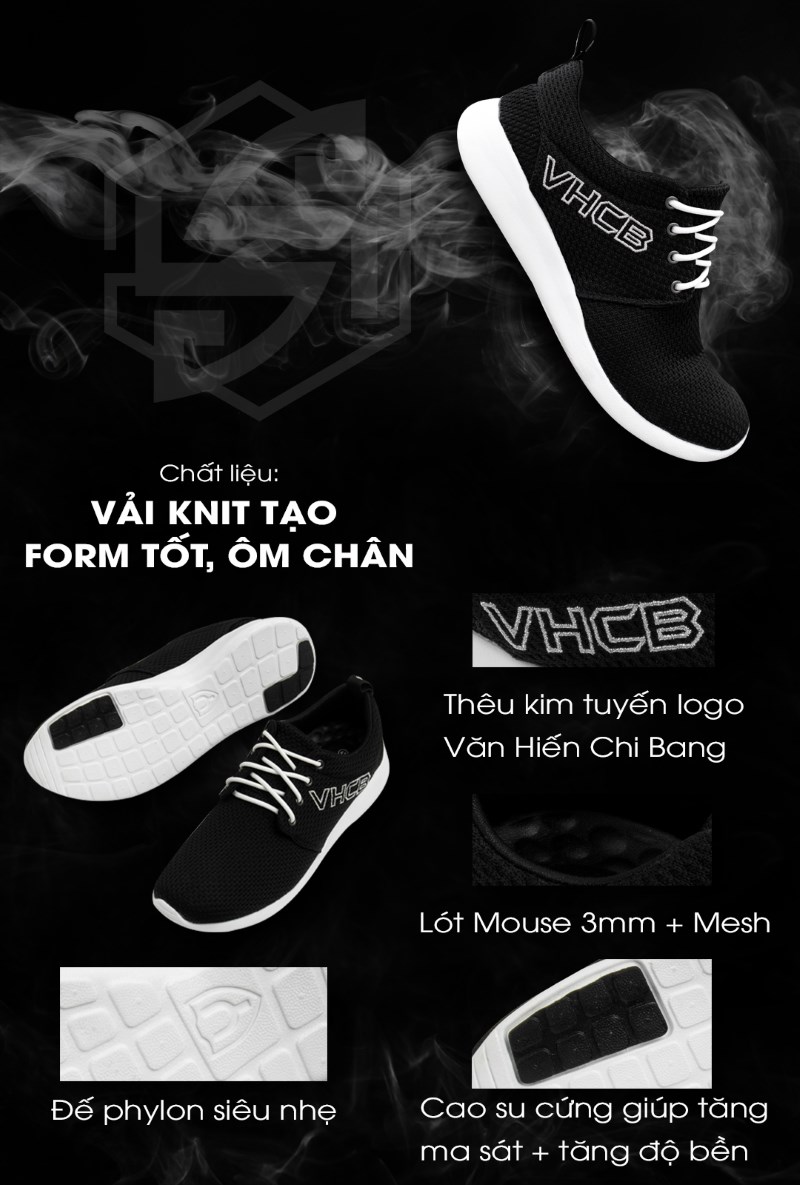 VHCB
Chất liệu:
VẢI KNIT TẠO
FORM TỐT, ÔM CHÂN
VHCB
Thêu kim tuyến logo
Văn Hiến Chi Bang
VHCB
Lót Mouse 3mm + Mesh
Đế phylon siêu nhẹ
Cao su cứng giúp tăng
ma sát + tăng độ bền